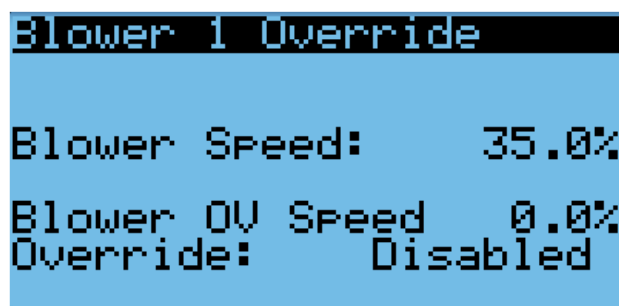 Blower 1 Override
Blower Speed: 35.0%
Blower OV Speed 0.0%
Override: Disabled